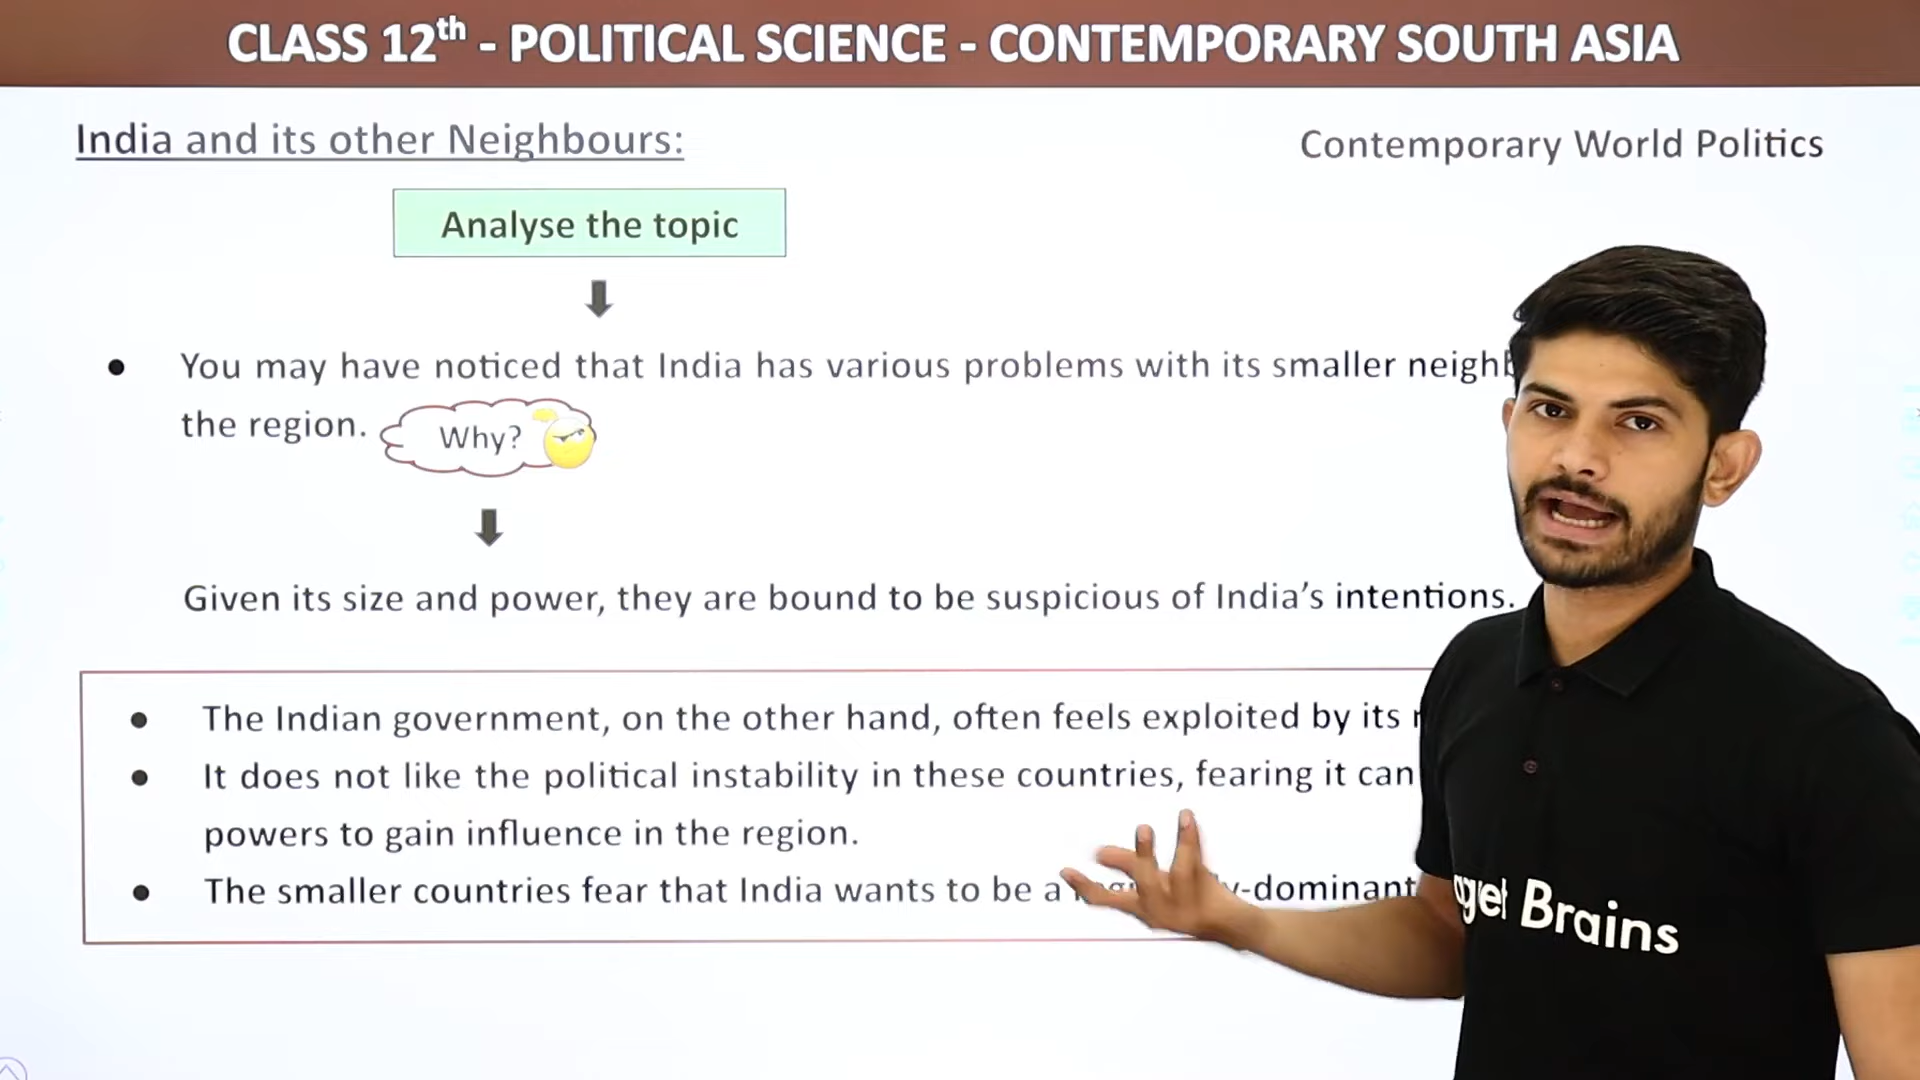 CLASS 12th - POLITICAL SCIENCE - CONTEMPORARY SOUTH ASIA
India and its other Neighbours:
Contemporary World Politics
Analyse the topic
You may have noticed that India has various problems with its smaller
the region.
Why?
Given its size and power, they are bound to be suspicious of India's intentions.
The Indian government, on the other hand, often feels exploited by its
It does not like the political instability in these countries, fearing it can
powers to gain influence in the region.
The smaller countries fear that India wants to be a -dominant
Brains